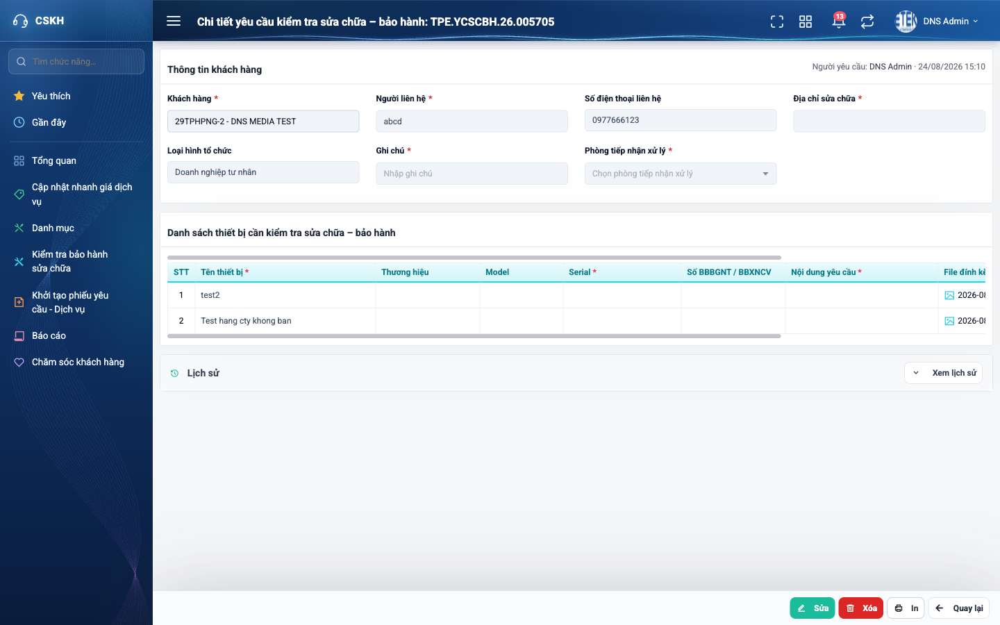 CSKH
Chi tiết yêu cầu kiểm tra sửa chữa – bảo hành: TPE.YCSCBH.26.005705
13
DNS Admin
Tìm chức năng...
Yêu thích
Gần đây
Tổng quan
Cập nhật nhanh giá dịch
vụ
Danh mục
Kiểm tra bảo hành
sửa chữa
Khởi tạo phiếu yêu
cầu - Dịch vụ
Báo cáo
Chăm sóc khách hàng
Thông tin khách hàng
Người yêu cầu: DNS Admin · 24/08/2026 15:10
Khách hàng *
Người liên hệ *
Số điện thoại liên hệ
Địa chỉ sửa chữa *
29TPHPNG-2 - DNS MEDIA TEST
abcd
0977666123
Loại hình tổ chức
Ghi chú *
Phòng tiếp nhận xử lý *
Doanh nghiệp tư nhân
Nhập ghi chú
Chọn phòng tiếp nhận xử lý
Danh sách thiết bị cần kiểm tra sửa chữa – bảo hành
STT Tên thiết bị * Thương hiệu Model Serial * Số BBBGNT / BBXNCV Nội dung yêu cầu * File đính kè
1 test2 2026-08
2 Test hang cty khong ban 2026-08
Lịch sử
Xem lịch sử
Sửa
Xóa
In
Quay lại